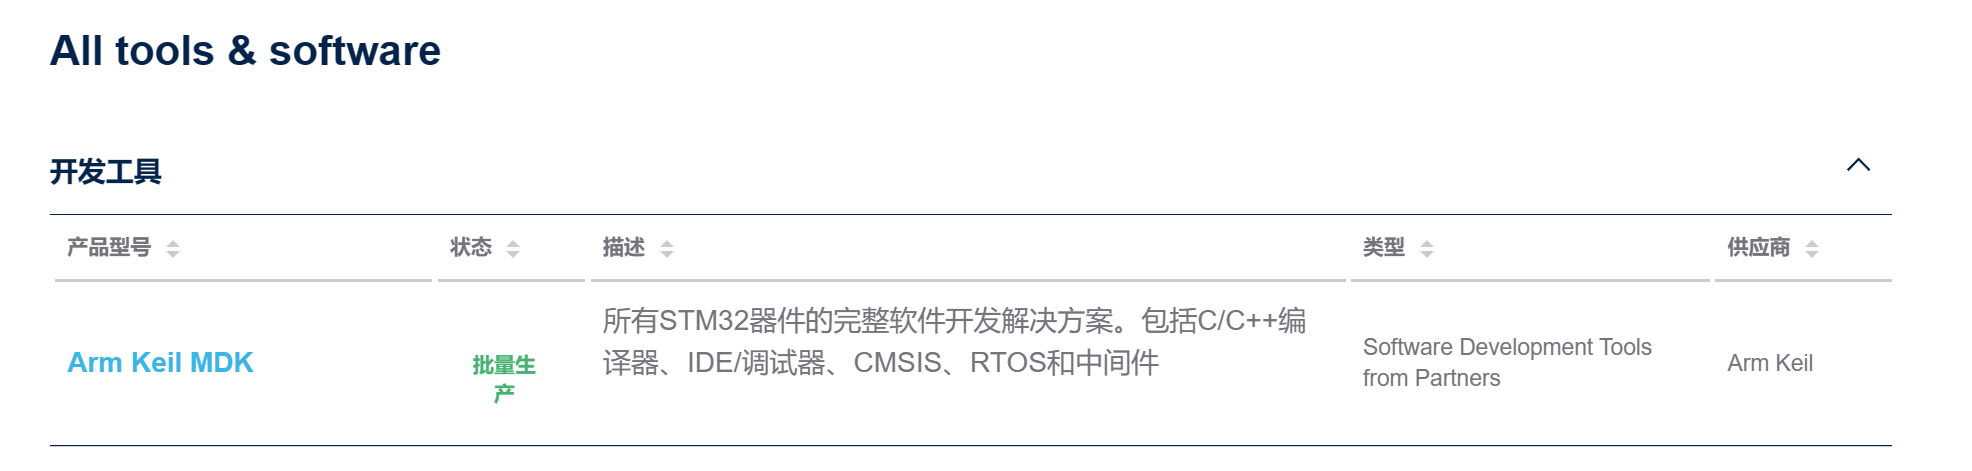 All tools & software
开发工具
产品型号 状态 描述 类型 供应商
所有STM32器件的完整软件开发解决方案。包括C/C++编
译器、IDE/调试器、CMSIS、RTOS和中间件
Arm Keil MDK
批量生
产
Software Development Tools
from Partners
Arm Keil